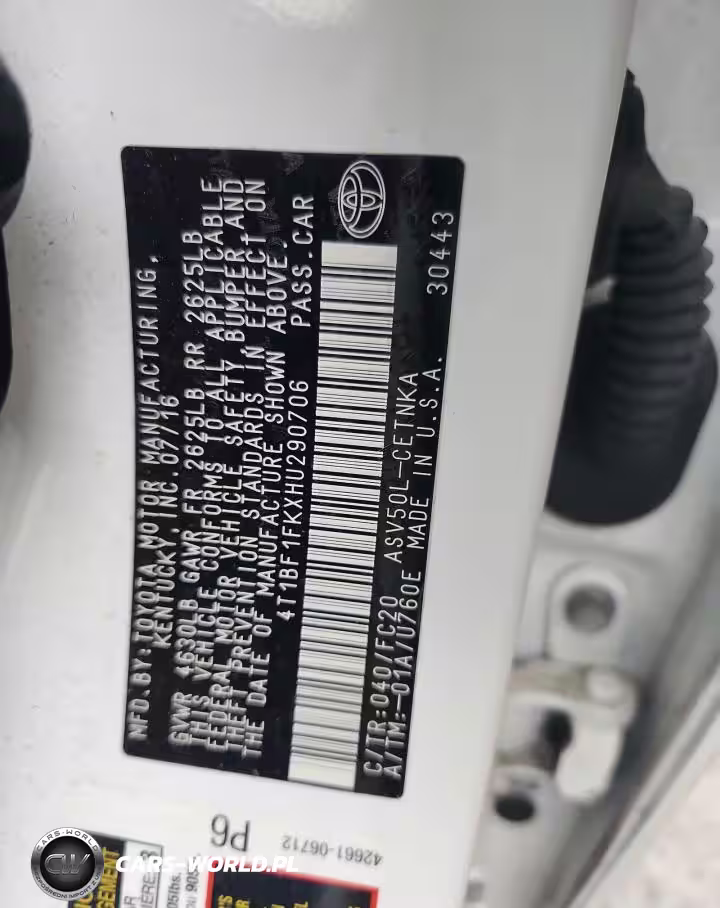 MFD.BY:TOYOTA MOTOR MANUFACTURING,
KENTUCKY, INC. 07/16
GVWR 4630LB GAWR FR 2625LB RR 2625LB
THIS VEHICLE CONFORMS TO ALL APPLICABLE
FEDERAL MOTOR VEHICLE SAFETY, BUMPER, AND
THEFT PREVENTION STANDARDS IN EFFECT ON
THE DATE OF MANUFACTURE SHOWN ABOVE.
4T1BF1FKXHU290706 PASS.CAR
C/TR:040/FC20 ASV50L-CETNKA
A/TM:-01A/U760E MADE IN U.S.A. 30443
P6
42661-06712
CARS-WORLD
CW
CARS-WORLD.PL